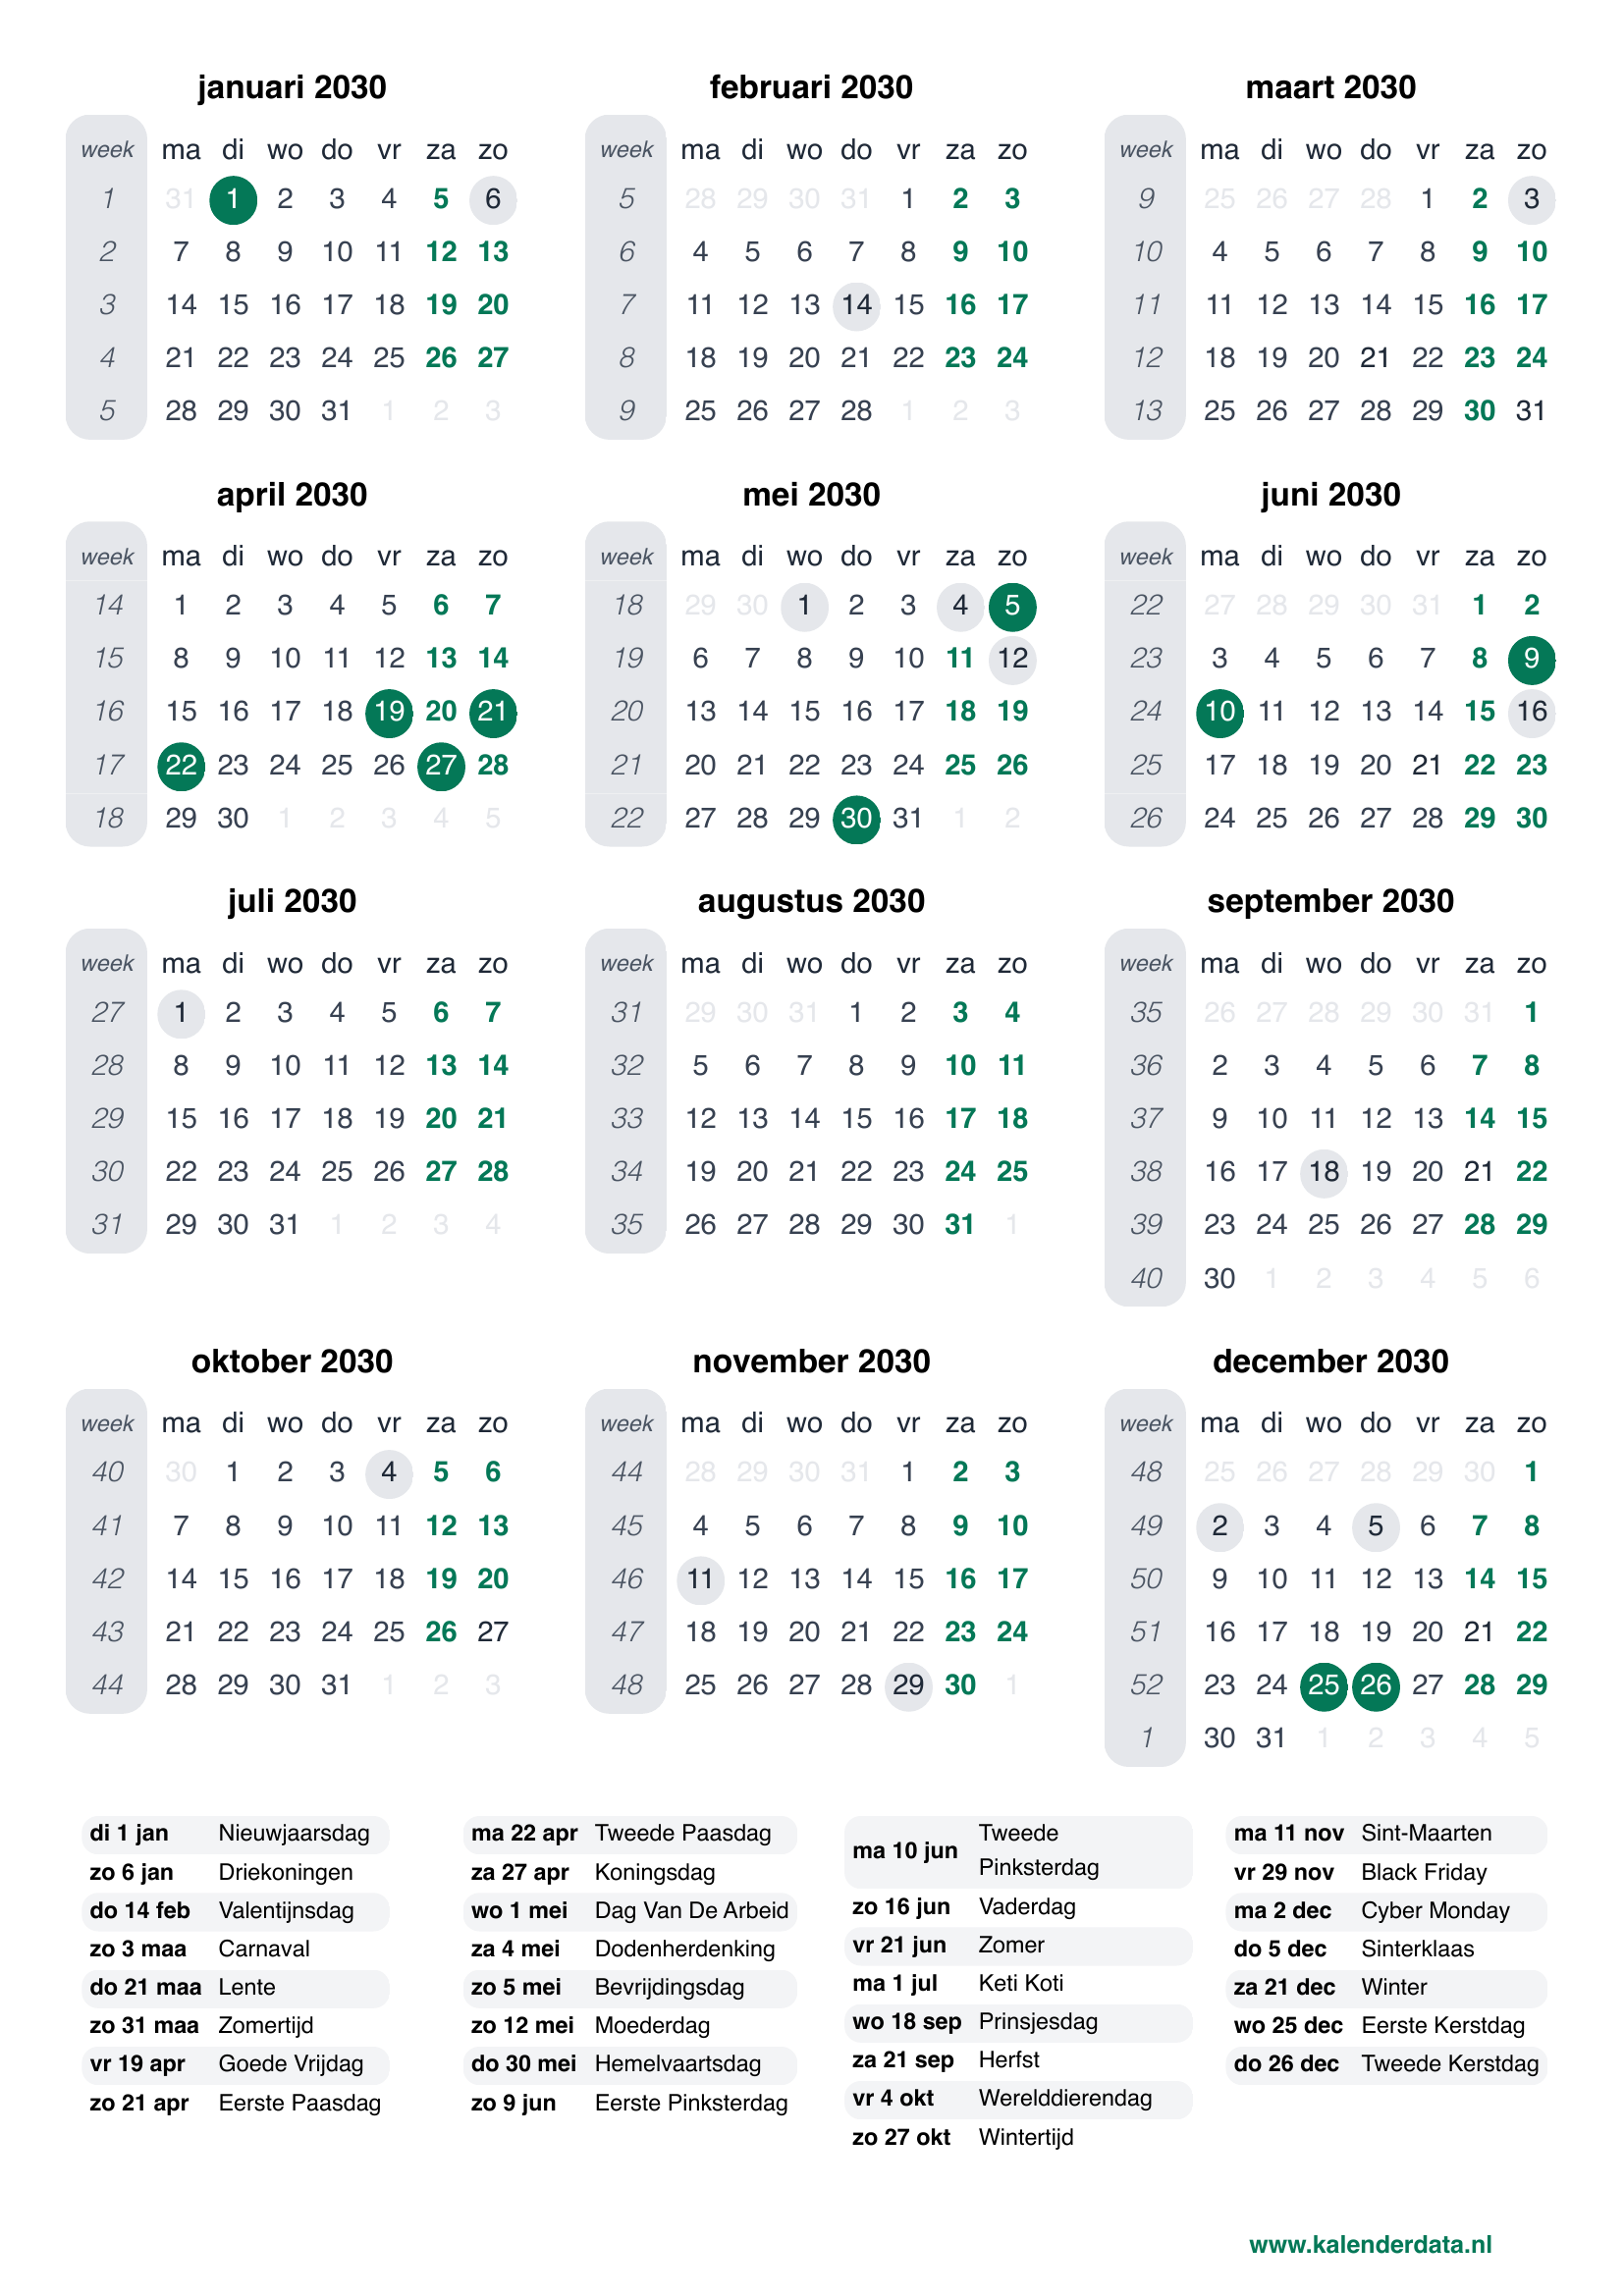 januari 2030
week ma di wo do vr za zo
1 31 1 2 3 4 5 6
2 7 8 9 10 11 12 13
3 14 15 16 17 18 19 20
4 21 22 23 24 25 26 27
5 28 29 30 31 1 2 3
februari 2030
week ma di wo do vr za zo
5 28 29 30 31 1 2 3
6 4 5 6 7 8 9 10
7 11 12 13 14 15 16 17
8 18 19 20 21 22 23 24
9 25 26 27 28 1 2 3
maart 2030
week ma di wo do vr za zo
9 25 26 27 28 1 2 3
10 4 5 6 7 8 9 10
11 11 12 13 14 15 16 17
12 18 19 20 21 22 23 24
13 25 26 27 28 29 30 31
april 2030
week ma di wo do vr za zo
14 1 2 3 4 5 6 7
15 8 9 10 11 12 13 14
16 15 16 17 18 19 20 21
17 22 23 24 25 26 27 28
18 29 30 1 2 3 4 5
mei 2030
week ma di wo do vr za zo
18 29 30 1 2 3 4 5
19 6 7 8 9 10 11 12
20 13 14 15 16 17 18 19
21 20 21 22 23 24 25 26
22 27 28 29 30 31 1 2
juni 2030
week ma di wo do vr za zo
22 27 28 29 30 31 1 2
23 3 4 5 6 7 8 9
24 10 11 12 13 14 15 16
25 17 18 19 20 21 22 23
26 24 25 26 27 28 29 30
juli 2030
week ma di wo do vr za zo
27 1 2 3 4 5 6 7
28 8 9 10 11 12 13 14
29 15 16 17 18 19 20 21
30 22 23 24 25 26 27 28
31 29 30 31 1 2 3 4
augustus 2030
week ma di wo do vr za zo
31 29 30 31 1 2 3 4
32 5 6 7 8 9 10 11
33 12 13 14 15 16 17 18
34 19 20 21 22 23 24 25
35 26 27 28 29 30 31 1
september 2030
week ma di wo do vr za zo
35 26 27 28 29 30 31 1
36 2 3 4 5 6 7 8
37 9 10 11 12 13 14 15
38 16 17 18 19 20 21 22
39 23 24 25 26 27 28 29
40 30 1 2 3 4 5 6
oktober 2030
week ma di wo do vr za zo
40 30 1 2 3 4 5 6
41 7 8 9 10 11 12 13
42 14 15 16 17 18 19 20
43 21 22 23 24 25 26 27
44 28 29 30 31 1 2 3
november 2030
week ma di wo do vr za zo
44 28 29 30 31 1 2 3
45 4 5 6 7 8 9 10
46 11 12 13 14 15 16 17
47 18 19 20 21 22 23 24
48 25 26 27 28 29 30 1
december 2030
week ma di wo do vr za zo
48 25 26 27 28 29 30 1
49 2 3 4 5 6 7 8
50 9 10 11 12 13 14 15
51 16 17 18 19 20 21 22
52 23 24 25 26 27 28 29
1 30 31 1 2 3 4 5
di 1 jan Nieuwjaarsdag
zo 6 jan Driekoningen
do 14 feb Valentijnsdag
zo 3 maa Carnaval
do 21 maa Lente
zo 31 maa Zomertijd
vr 19 apr Goede Vrijdag
zo 21 apr Eerste Paasdag
ma 22 apr Tweede Paasdag
za 27 apr Koningsdag
wo 1 mei Dag Van De Arbeid
za 4 mei Dodenherdenking
zo 5 mei Bevrijdingsdag
zo 12 mei Moederdag
do 30 mei Hemelvaartsdag
zo 9 jun Eerste Pinksterdag
ma 10 jun Tweede
Pinksterdag
zo 16 jun Vaderdag
vr 21 jun Zomer
ma 1 jul Keti Koti
wo 18 sep Prinsjesdag
za 21 sep Herfst
vr 4 okt Werelddierendag
zo 27 okt Wintertijd
ma 11 nov Sint-Maarten
vr 29 nov Black Friday
ma 2 dec Cyber Monday
do 5 dec Sinterklaas
za 21 dec Winter
wo 25 dec Eerste Kerstdag
do 26 dec Tweede Kerstdag
www.kalenderdata.nl